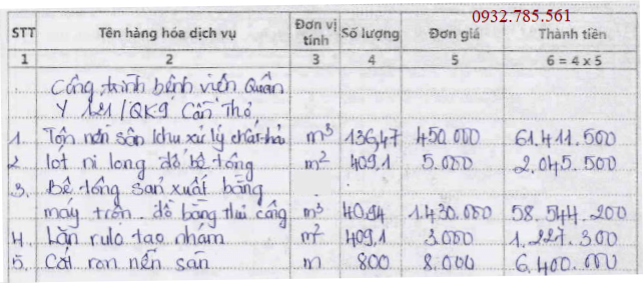 0932.785.561
STT Tên hàng hóa dịch vụ Đơn vị tính Số lượng Đơn giá Thành tiền
1 2 3 4 5 6 = 4 x 5
Công trình bệnh viện Quân
Y 121/QK9 Cần Thơ
1. Tôn nền sân khu xử lý chất thải m³ 136,47 450.000 61.411.500
2 lót ni long đổ bê tông m² 409,1 5.000 2.045.500
3. Bê tông sản xuất bằng
máy trộn. đổ bằng thủ công m³ 40,94 1.430.000 58.544.200
4. Lăn rulo tạo nhám m² 409,1 3.000 1.227.300
5. Cắt ron nền sân m 800 8.000 6.400.000